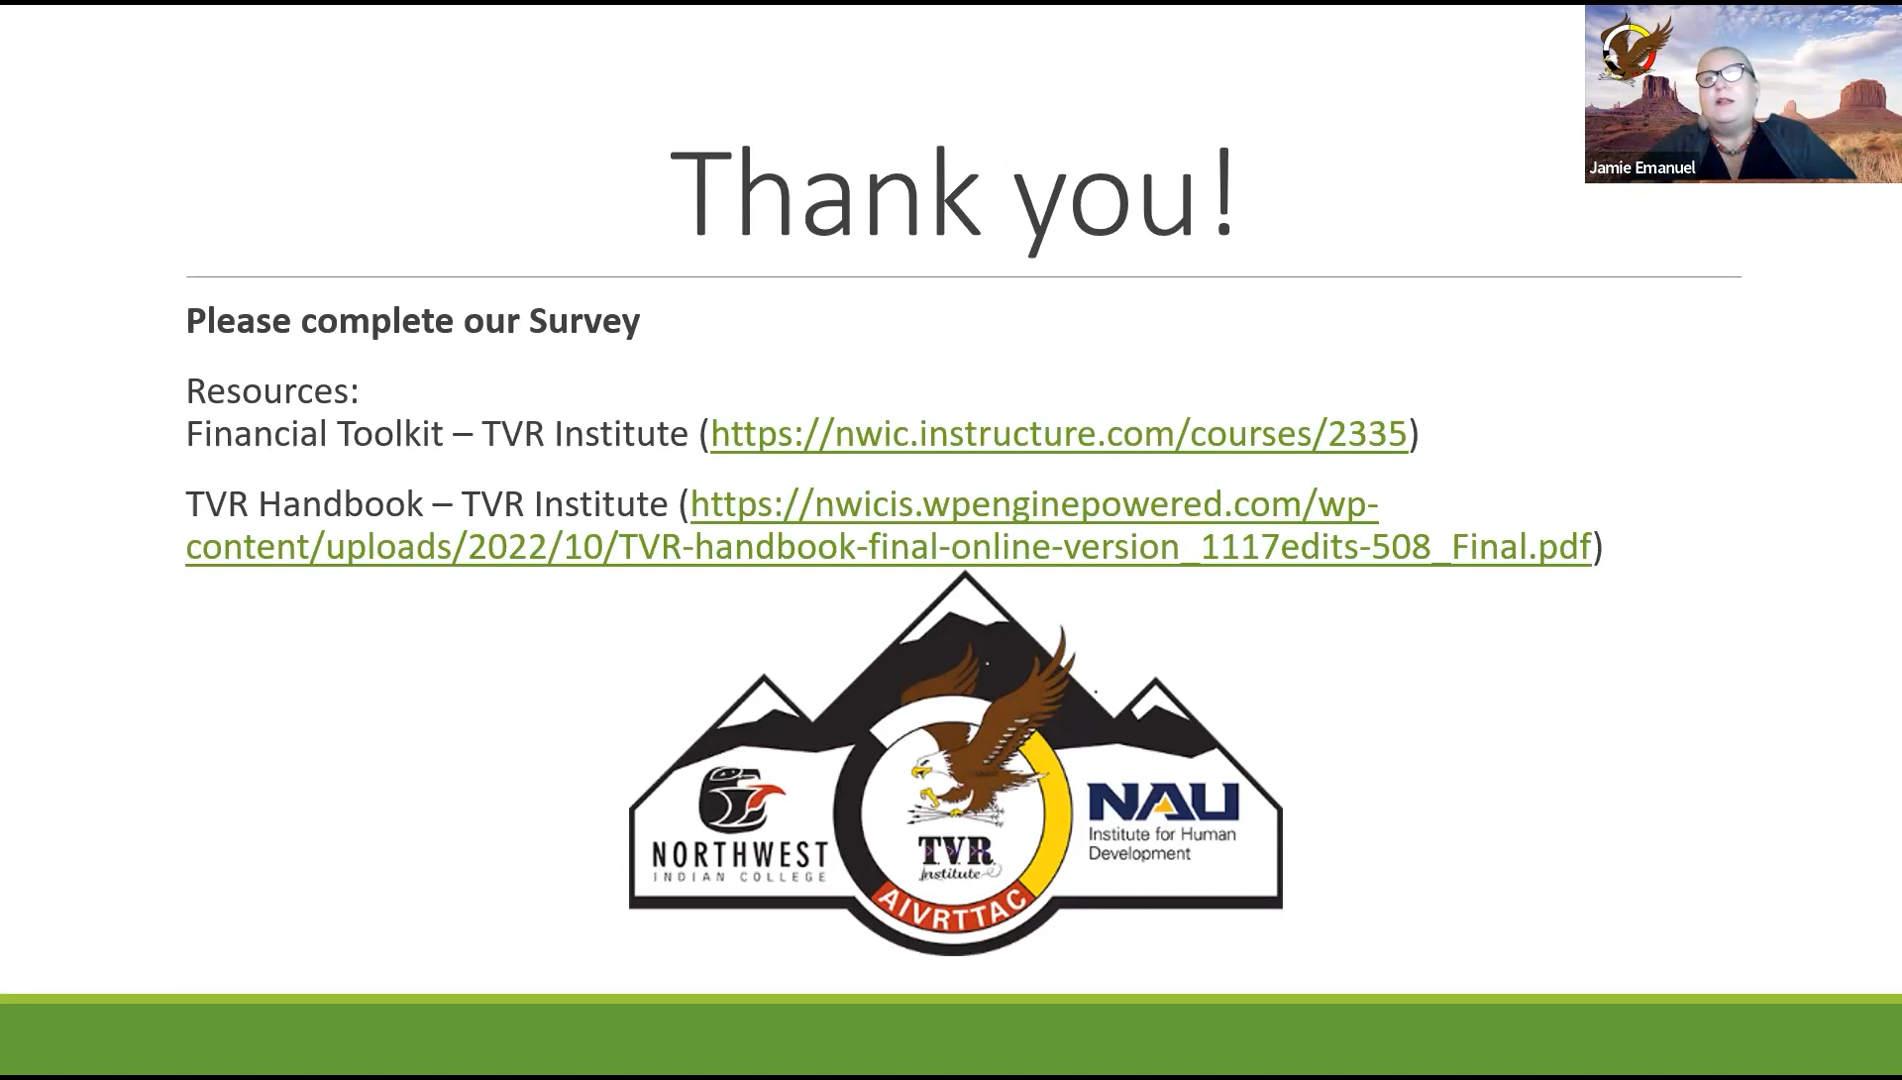 Thank you!
Jamie Emanuel
Please complete our Survey
Resources:
Financial Toolkit – TVR Institute (https://nwic.instructure.com/courses/2335)
TVR Handbook – TVR Institute (https://nwicis.wpenginepowered.com/wp-
content/uploads/2022/10/TVR-handbook-final-online-version_1117edits-508_Final.pdf)
NORTHWEST
INDIAN COLLEGE
TVR
Institute
AIVRTTAC
NAU
Institute for Human
Development